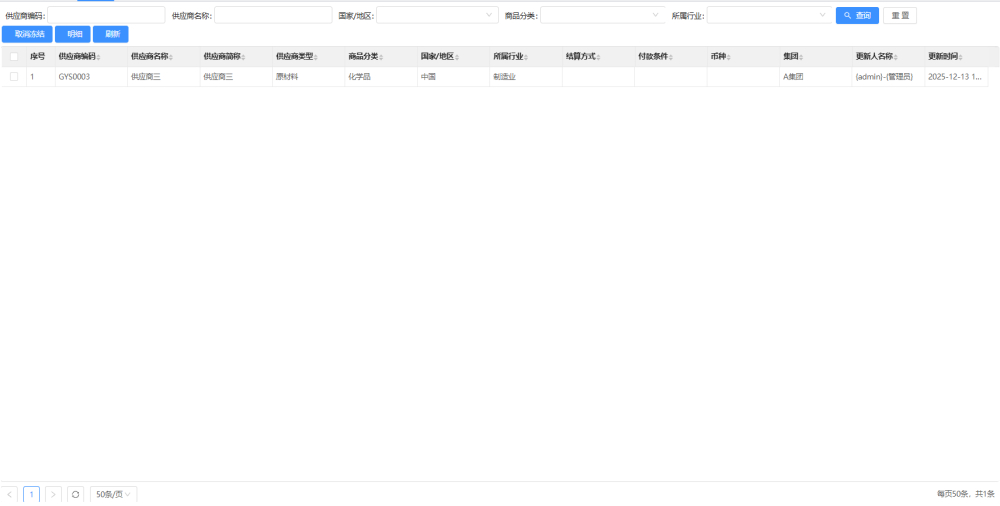 供应商编码: 供应商名称: 国家/地区: 商品分类: 所属行业: 查询 重 置
取消冻结 明细 刷新
序号 供应商编码 供应商名称 供应商简称 供应商类型 商品分类 国家/地区 所属行业 结算方式 付款条件 币种 集团 更新人名称 更新时间
1 GYS0003 供应商三 供应商三 原材料 化学品 中国 制造业 A集团 (admin)-(管理员) 2025-12-13 1...
1 50条/页 每页50条，共1条